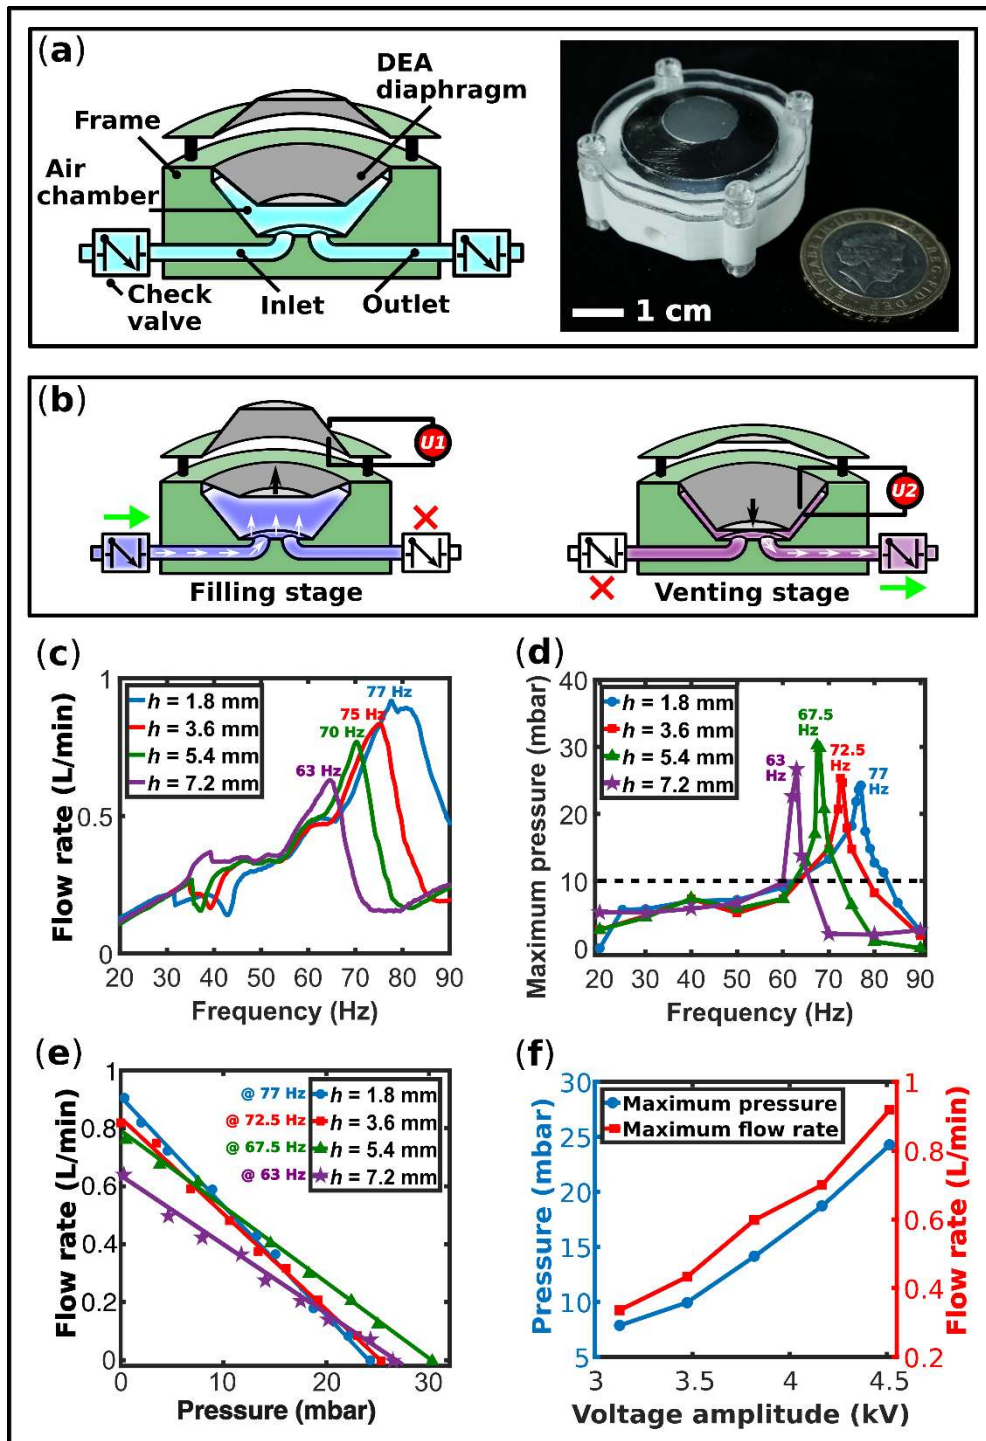 (a)
DEA
diaphragm
Frame
Air
chamber
Check
valve
Inlet
Outlet
1 cm
(b)
U1
U2
Filling stage
Venting stage
(c)
Flow rate (L/min)
1
0.5
0
h = 1.8 mm
h = 3.6 mm
h = 5.4 mm
h = 7.2 mm
77 Hz
75 Hz
70 Hz
63 Hz
20 30 40 50 60 70 80 90
Frequency (Hz)
(d)
Maximum pressure (mbar)
40
30
20
10
0
h = 1.8 mm
h = 3.6 mm
h = 5.4 mm
h = 7.2 mm
67.5
Hz
72.5
Hz
63
Hz
77
Hz
20 30 40 50 60 70 80 90
Frequency (Hz)
(e)
Flow rate (L/min)
1
0.8
0.6
0.4
0.2
0
@ 77 Hz h = 1.8 mm
@ 72.5 Hz h = 3.6 mm
@ 67.5 Hz h = 5.4 mm
@ 63 Hz h = 7.2 mm
0 10 20 30
Pressure (mbar)
(f)
Pressure (mbar)
30
25
20
15
10
5
Maximum pressure
Maximum flow rate
1
0.8
0.6
0.4
0.2
Flow rate (L/min)
3 3.5 4 4.5
Voltage amplitude (kV)